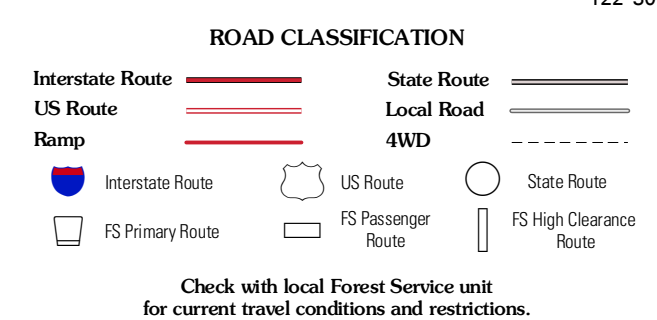 ROAD CLASSIFICATION
Interstate Route
State Route
US Route
Local Road
Ramp
4WD
Interstate Route
US Route
State Route
FS Primary Route
FS Passenger
Route
FS High Clearance
Route
Check with local Forest Service unit
for current travel conditions and restrictions.